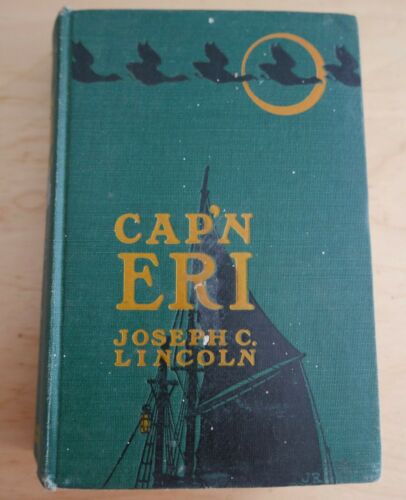 CAP'N
ERI
JOSEPH C.
LINCOLN